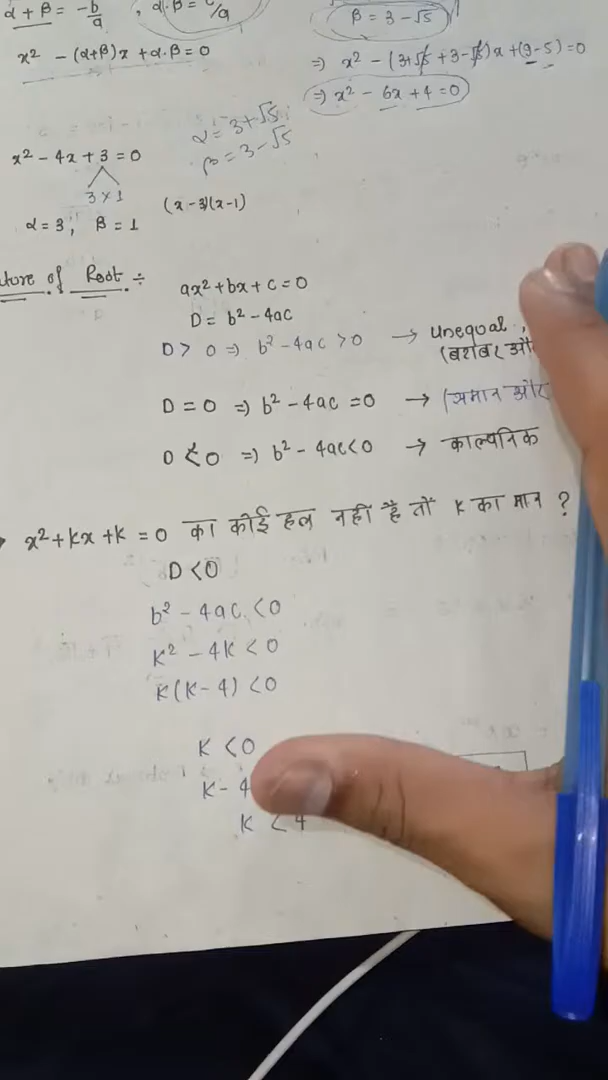 α + β = -b/a , α·β = c/a
x² - (α+β)x + α·β = 0
β = 3 - √5
⇒ x² - (3+√5 + 3-√5)x + (9-5) = 0
⇒ x² - 6x + 4 = 0
α = 3 + √5
β = 3 - √5
x² - 4x + 3 = 0
3 × 1
(x - 3)(x - 1)
α = 3, β = 1
of Root ÷
ax² + bx + c = 0
D = b² - 4ac
D > 0 ⇒ b² - 4ac > 0 → unequal,
(बराबर औ
D = 0 ⇒ b² - 4ac = 0 → (समान और
D < 0 ⇒ b² - 4ac < 0 → काल्पनिक
x² + kx + k = 0 का कोई हल नहीं है तो K का मान ?
D < 0
b² - 4ac < 0
K² - 4K < 0
K(K - 4) < 0
K < 0
K - 4
K < 4